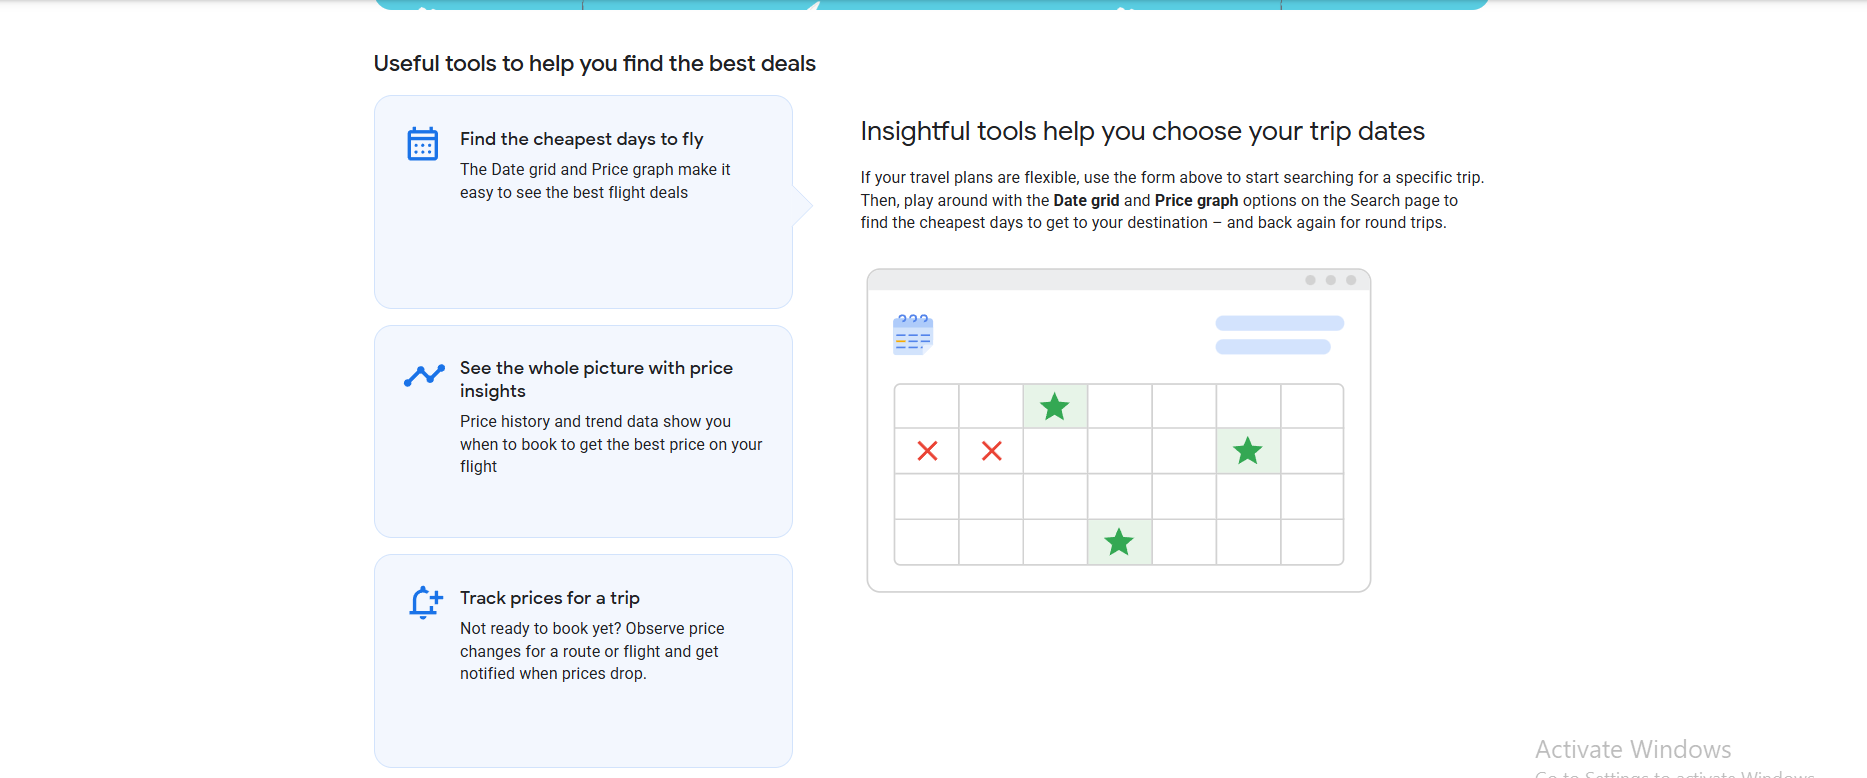 Useful tools to help you find the best deals
Find the cheapest days to fly
The Date grid and Price graph make it
easy to see the best flight deals
See the whole picture with price
insights
Price history and trend data show you
when to book to get the best price on your
flight
Track prices for a trip
Not ready to book yet? Observe price
changes for a route or flight and get
notified when prices drop.
Insightful tools help you choose your trip dates
If your travel plans are flexible, use the form above to start searching for a specific trip.
Then, play around with the Date grid and Price graph options on the Search page to
find the cheapest days to get to your destination – and back again for round trips.
Activate Windows
Go to Settings to activate Windows.